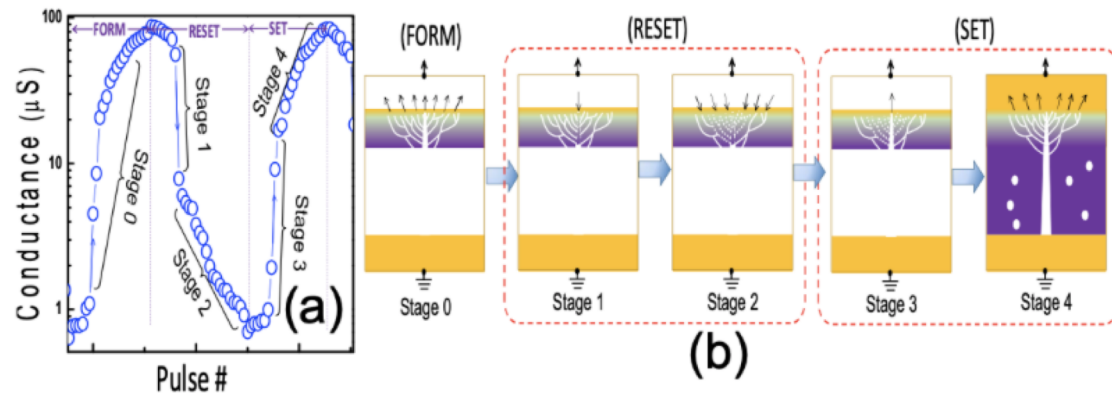 100
10
1
Conductance (µS)
FORM
RESET
SET
Stage 0
Stage 1
Stage 2
Stage 3
Stage 4
(a)
Pulse #
(FORM)
(RESET)
(SET)
Stage 0
Stage 1
Stage 2
Stage 3
Stage 4
(b)